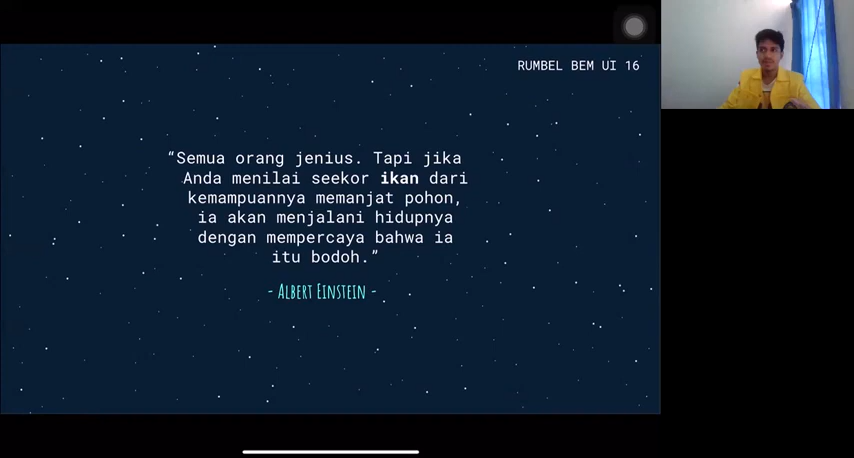 RUMBEL BEM UI 16
“Semua orang jenius. Tapi jika
Anda menilai seekor ikan dari
kemampuannya memanjat pohon,
ia akan menjalani hidupnya
dengan mempercaya bahwa ia
itu bodoh.”
- ALBERT EINSTEIN -